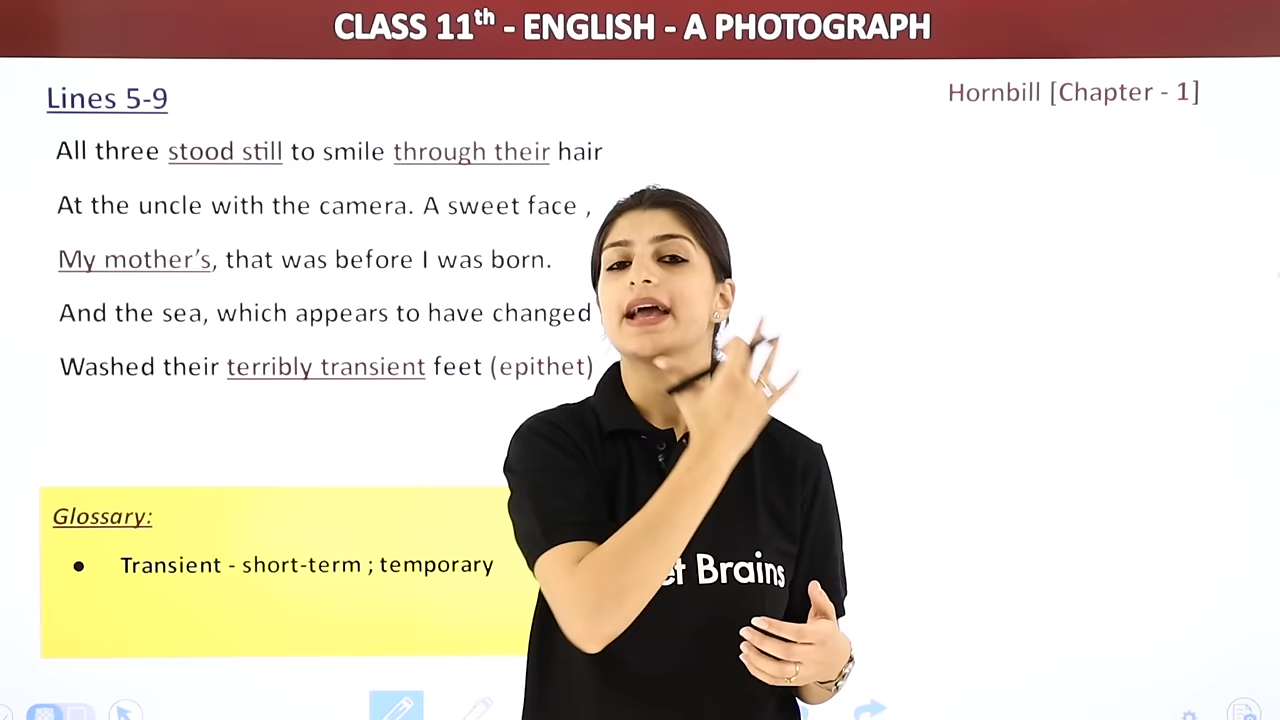 CLASS 11th - ENGLISH - A PHOTOGRAPH
Lines 5-9
Hornbill [Chapter - 1]
All three stood still to smile through their hair
At the uncle with the camera. A sweet face ,
My mother’s, that was before I was born.
And the sea, which appears to have changed
Washed their terribly transient feet (epithet)
Glossary:
● Transient - short-term ; temporary
Brains